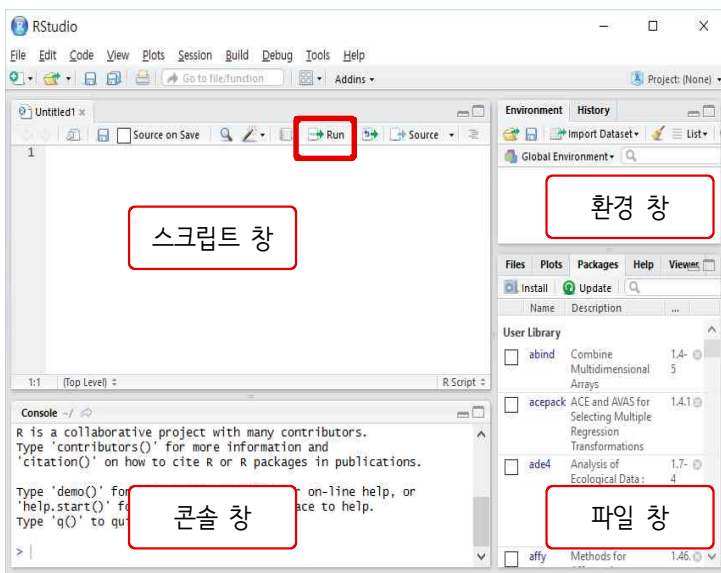 RStudio
File Edit Code View Plots Session Build Debug Tools Help
Go to file/function Addins Project: (None)
Untitled1
Source on Save Run Source
1
스크립트 창
1:1 (Top Level) R Script
Console ~/
R is a collaborative project with many contributors.
Type 'contributors()' for more information and
'citation()' on how to cite R or R packages in publications.
Type 'demo()' for on-line help, or
'help.start()' ace to help.
Type 'q()' to
콘솔 창
>
Environment History
Import Dataset List
Global Environment
환경 창
Files Plots Packages Help Viewer
Install Update
Name Description ...
User Library
abind Combine 1.4-
Multidimensional 5
Arrays
acepack ACE and AVAS for 1.4.1
Selecting Multiple
Regression
Transformations
ade4 Analysis of 1.7-
Ecological Data : 4
파일 창
affy Methods for 1.46.